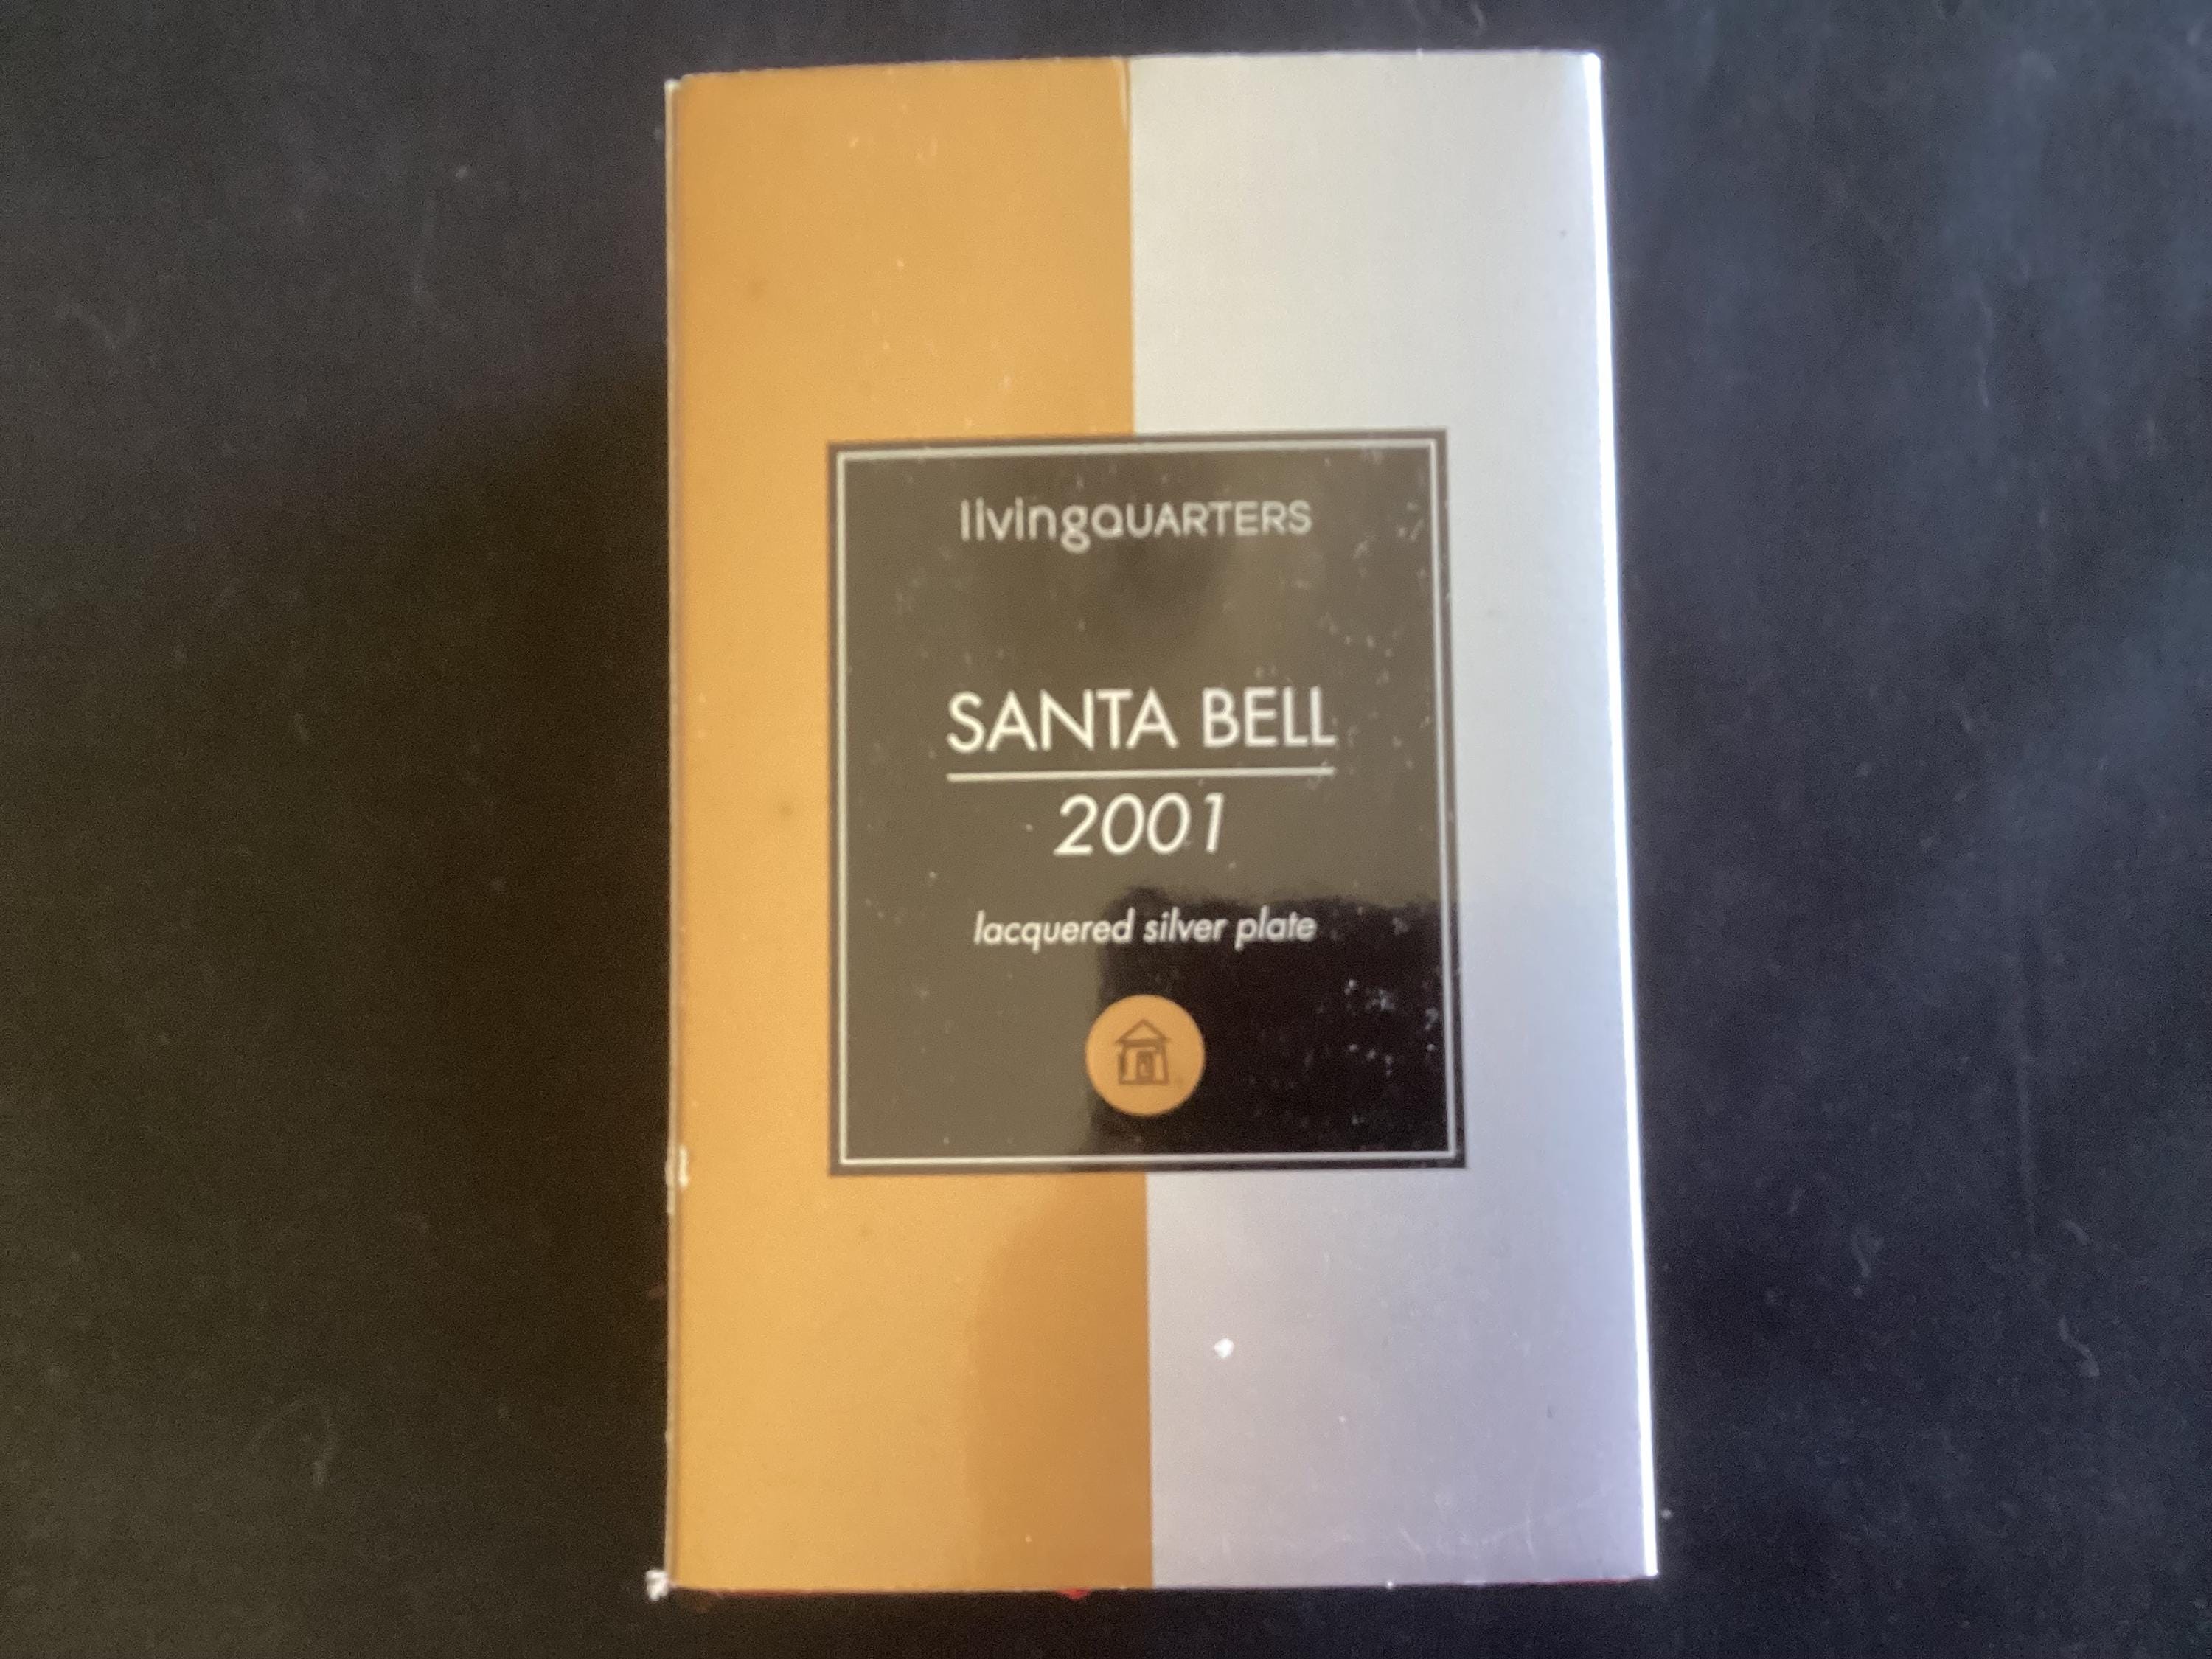 livingQUARTERS
SANTA BELL
2001
lacquered silver plate